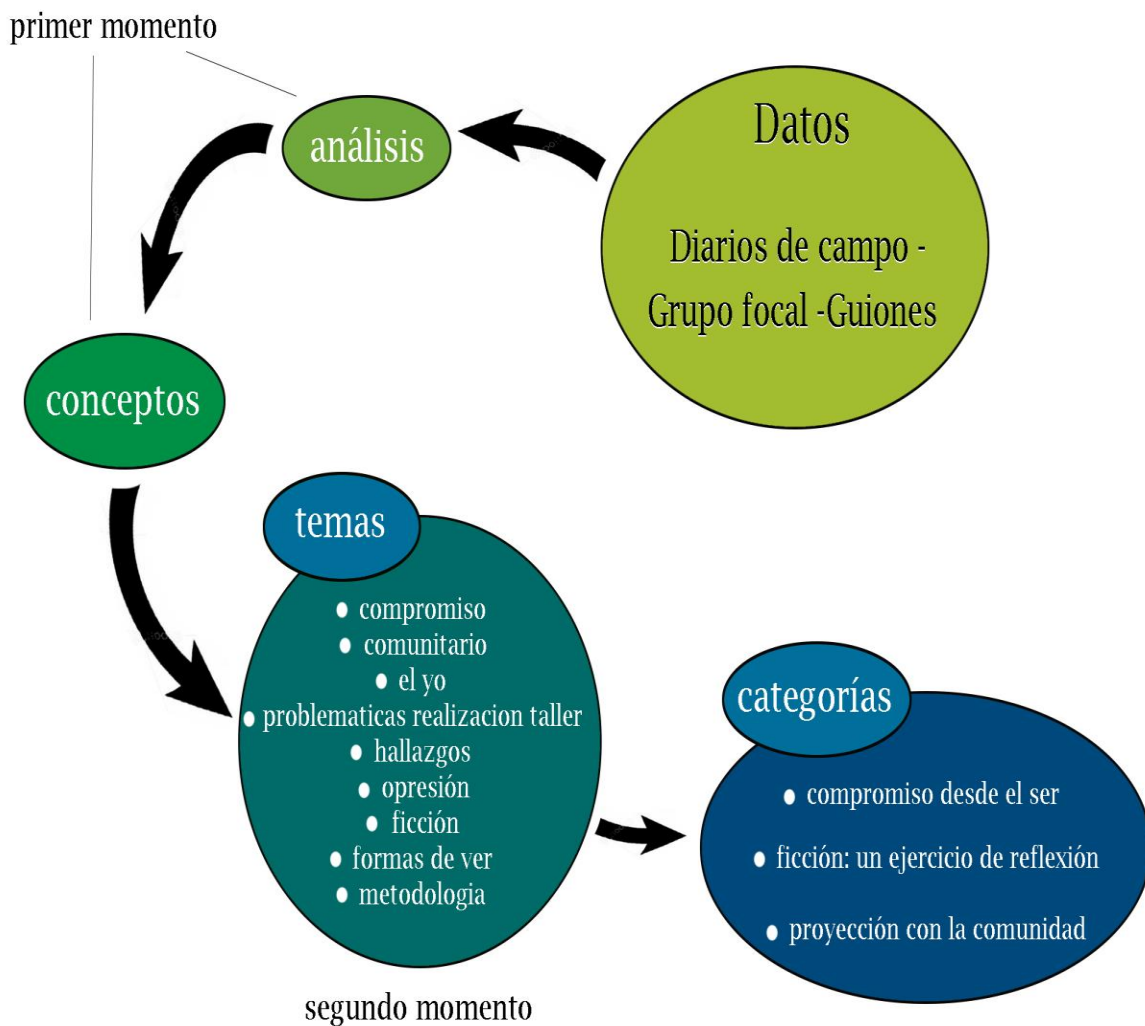 primer momento
Datos
Diarios de campo -
Grupo focal -Guiones
análisis
conceptos
temas
• compromiso
• comunitario
• el yo
• problematicas realizacion taller
• hallazgos
• opresión
• ficción
• formas de ver
• metodologia
segundo momento
categorías
• compromiso desde el ser
• ficción: un ejercicio de reflexión
• proyección con la comunidad